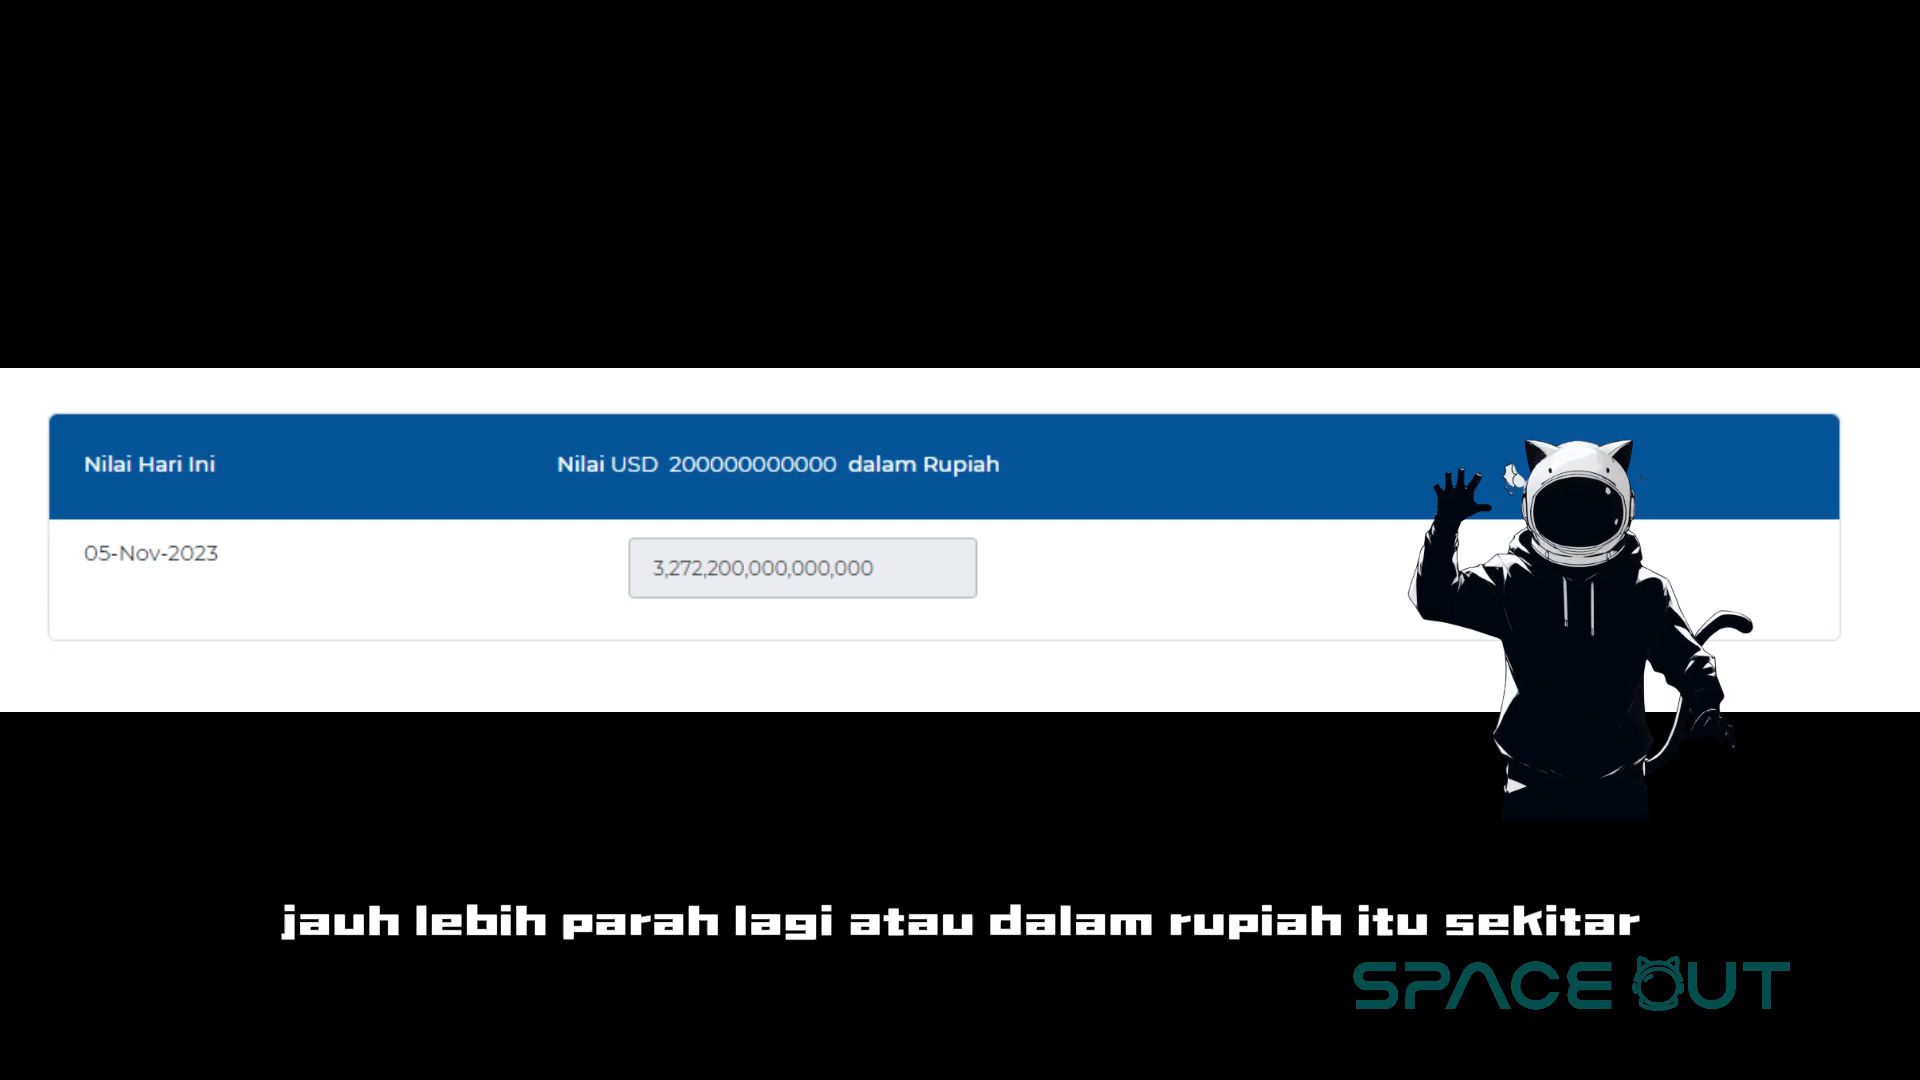 Nilai Hari Ini
Nilai USD 200000000000 dalam Rupiah
05-Nov-2023
3,272,200,000,000,000
jauh lebih parah lagi atau dalam rupiah itu sekitar
SPACE OUT